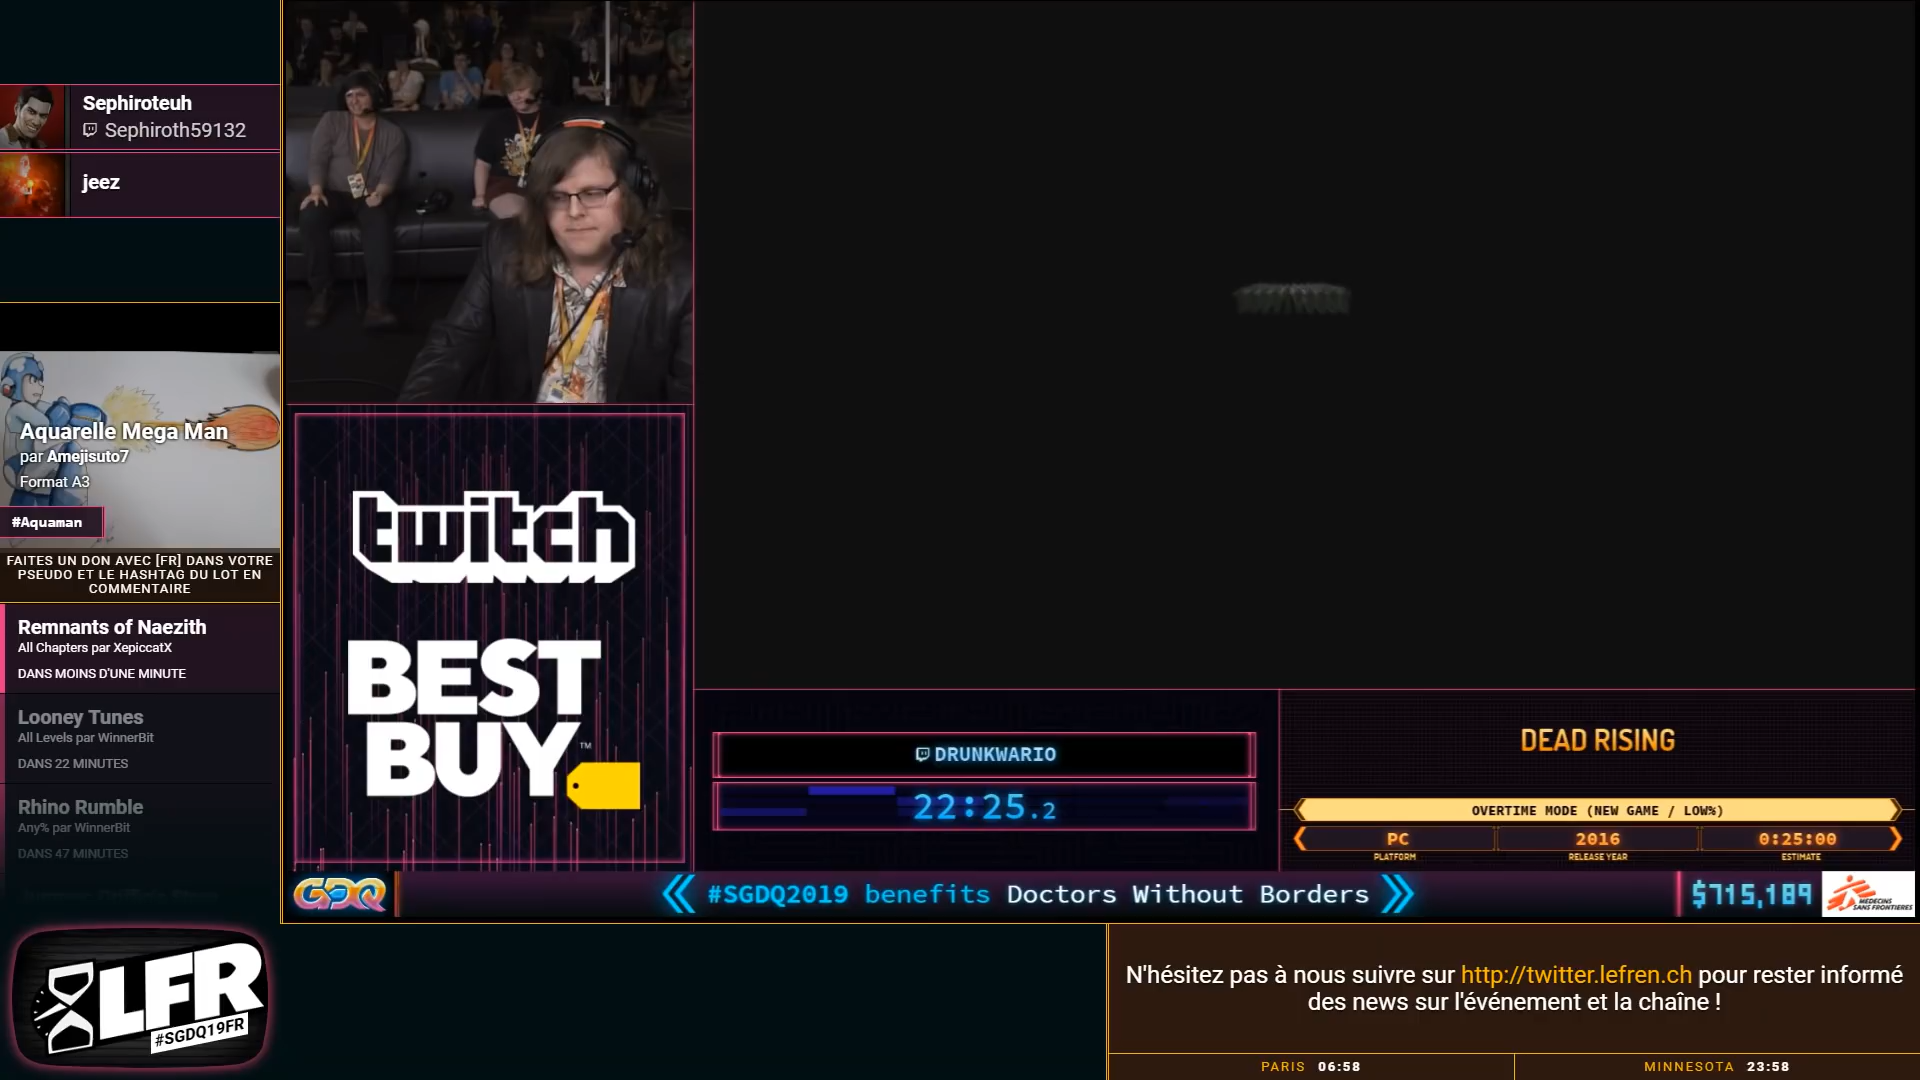 Sephiroteuh
Sephiroth59132
jeez
Aquarelle Mega Man
par Amejisuto7
Format A3
#Aquaman
FAITES UN DON AVEC [FR] DANS VOTRE
PSEUDO ET LE HASHTAG DU LOT EN
COMMENTAIRE
Remnants of Naezith
All Chapters par XepiccatX
DANS MOINS D'UNE MINUTE
Looney Tunes
All Levels par WinnerBit
DANS 22 MINUTES
Rhino Rumble
Any% par WinnerBit
DANS 47 MINUTES
LFR
#SGDQ19FR
twitch
BEST
BUY™
DRUNKWARIO
22:25.2
DEAD RISING
OVERTIME MODE (NEW GAME / LOW%)
PC
PLATFORM
2016
RELEASE YEAR
0:25:00
ESTIMATE
GDQ
#SGDQ2019 benefits Doctors Without Borders
$715,189
MEDECINS
SANS FRONTIERES
N'hésitez pas à nous suivre sur http://twitter.lefren.ch pour rester informé
des news sur l'événement et la chaîne !
PARIS 06:58
MINNESOTA 23:58